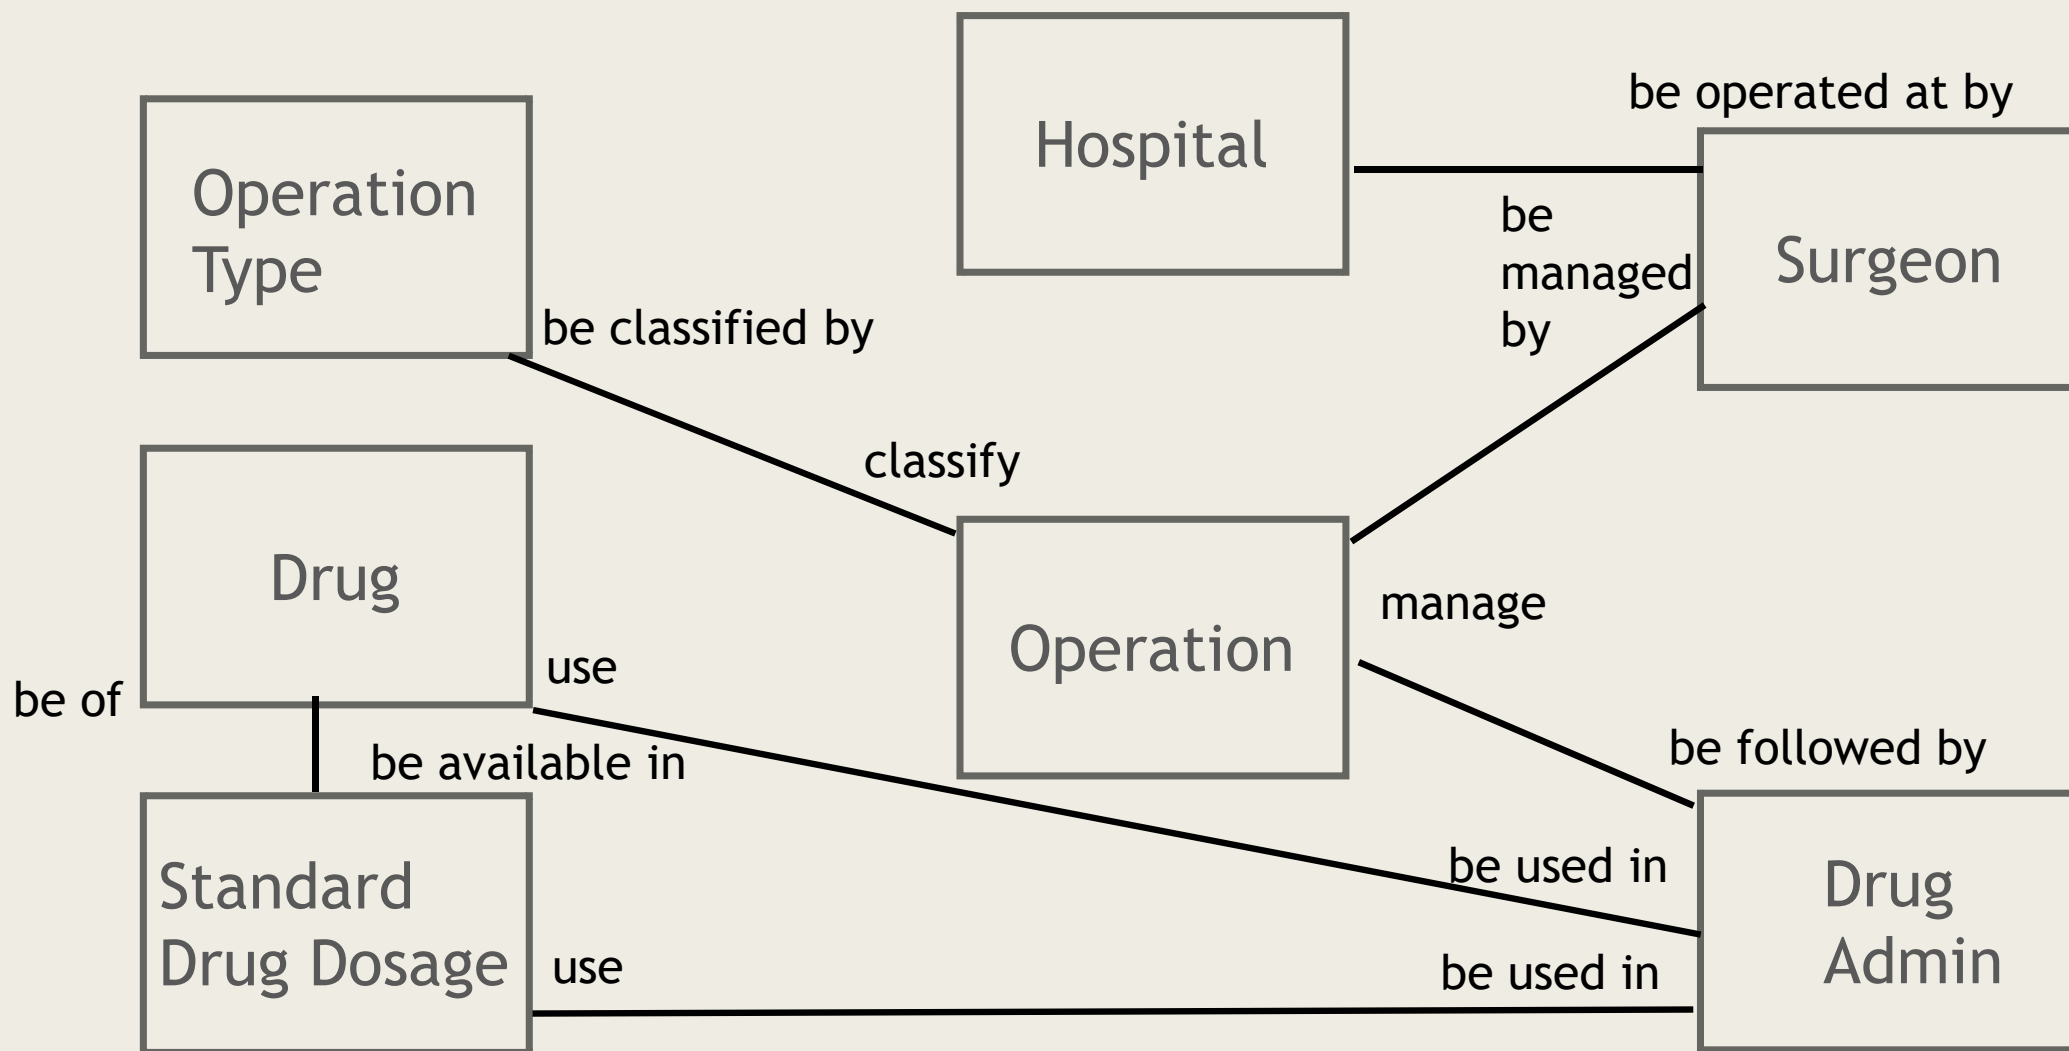 Hospital
be operated at by
Operation
Type
be
managed
by
Surgeon
be classified by
classify
Drug
manage
Operation
use
be of
be followed by
be available in
be used in
Standard
Drug Dosage
Drug
Admin
use
be used in